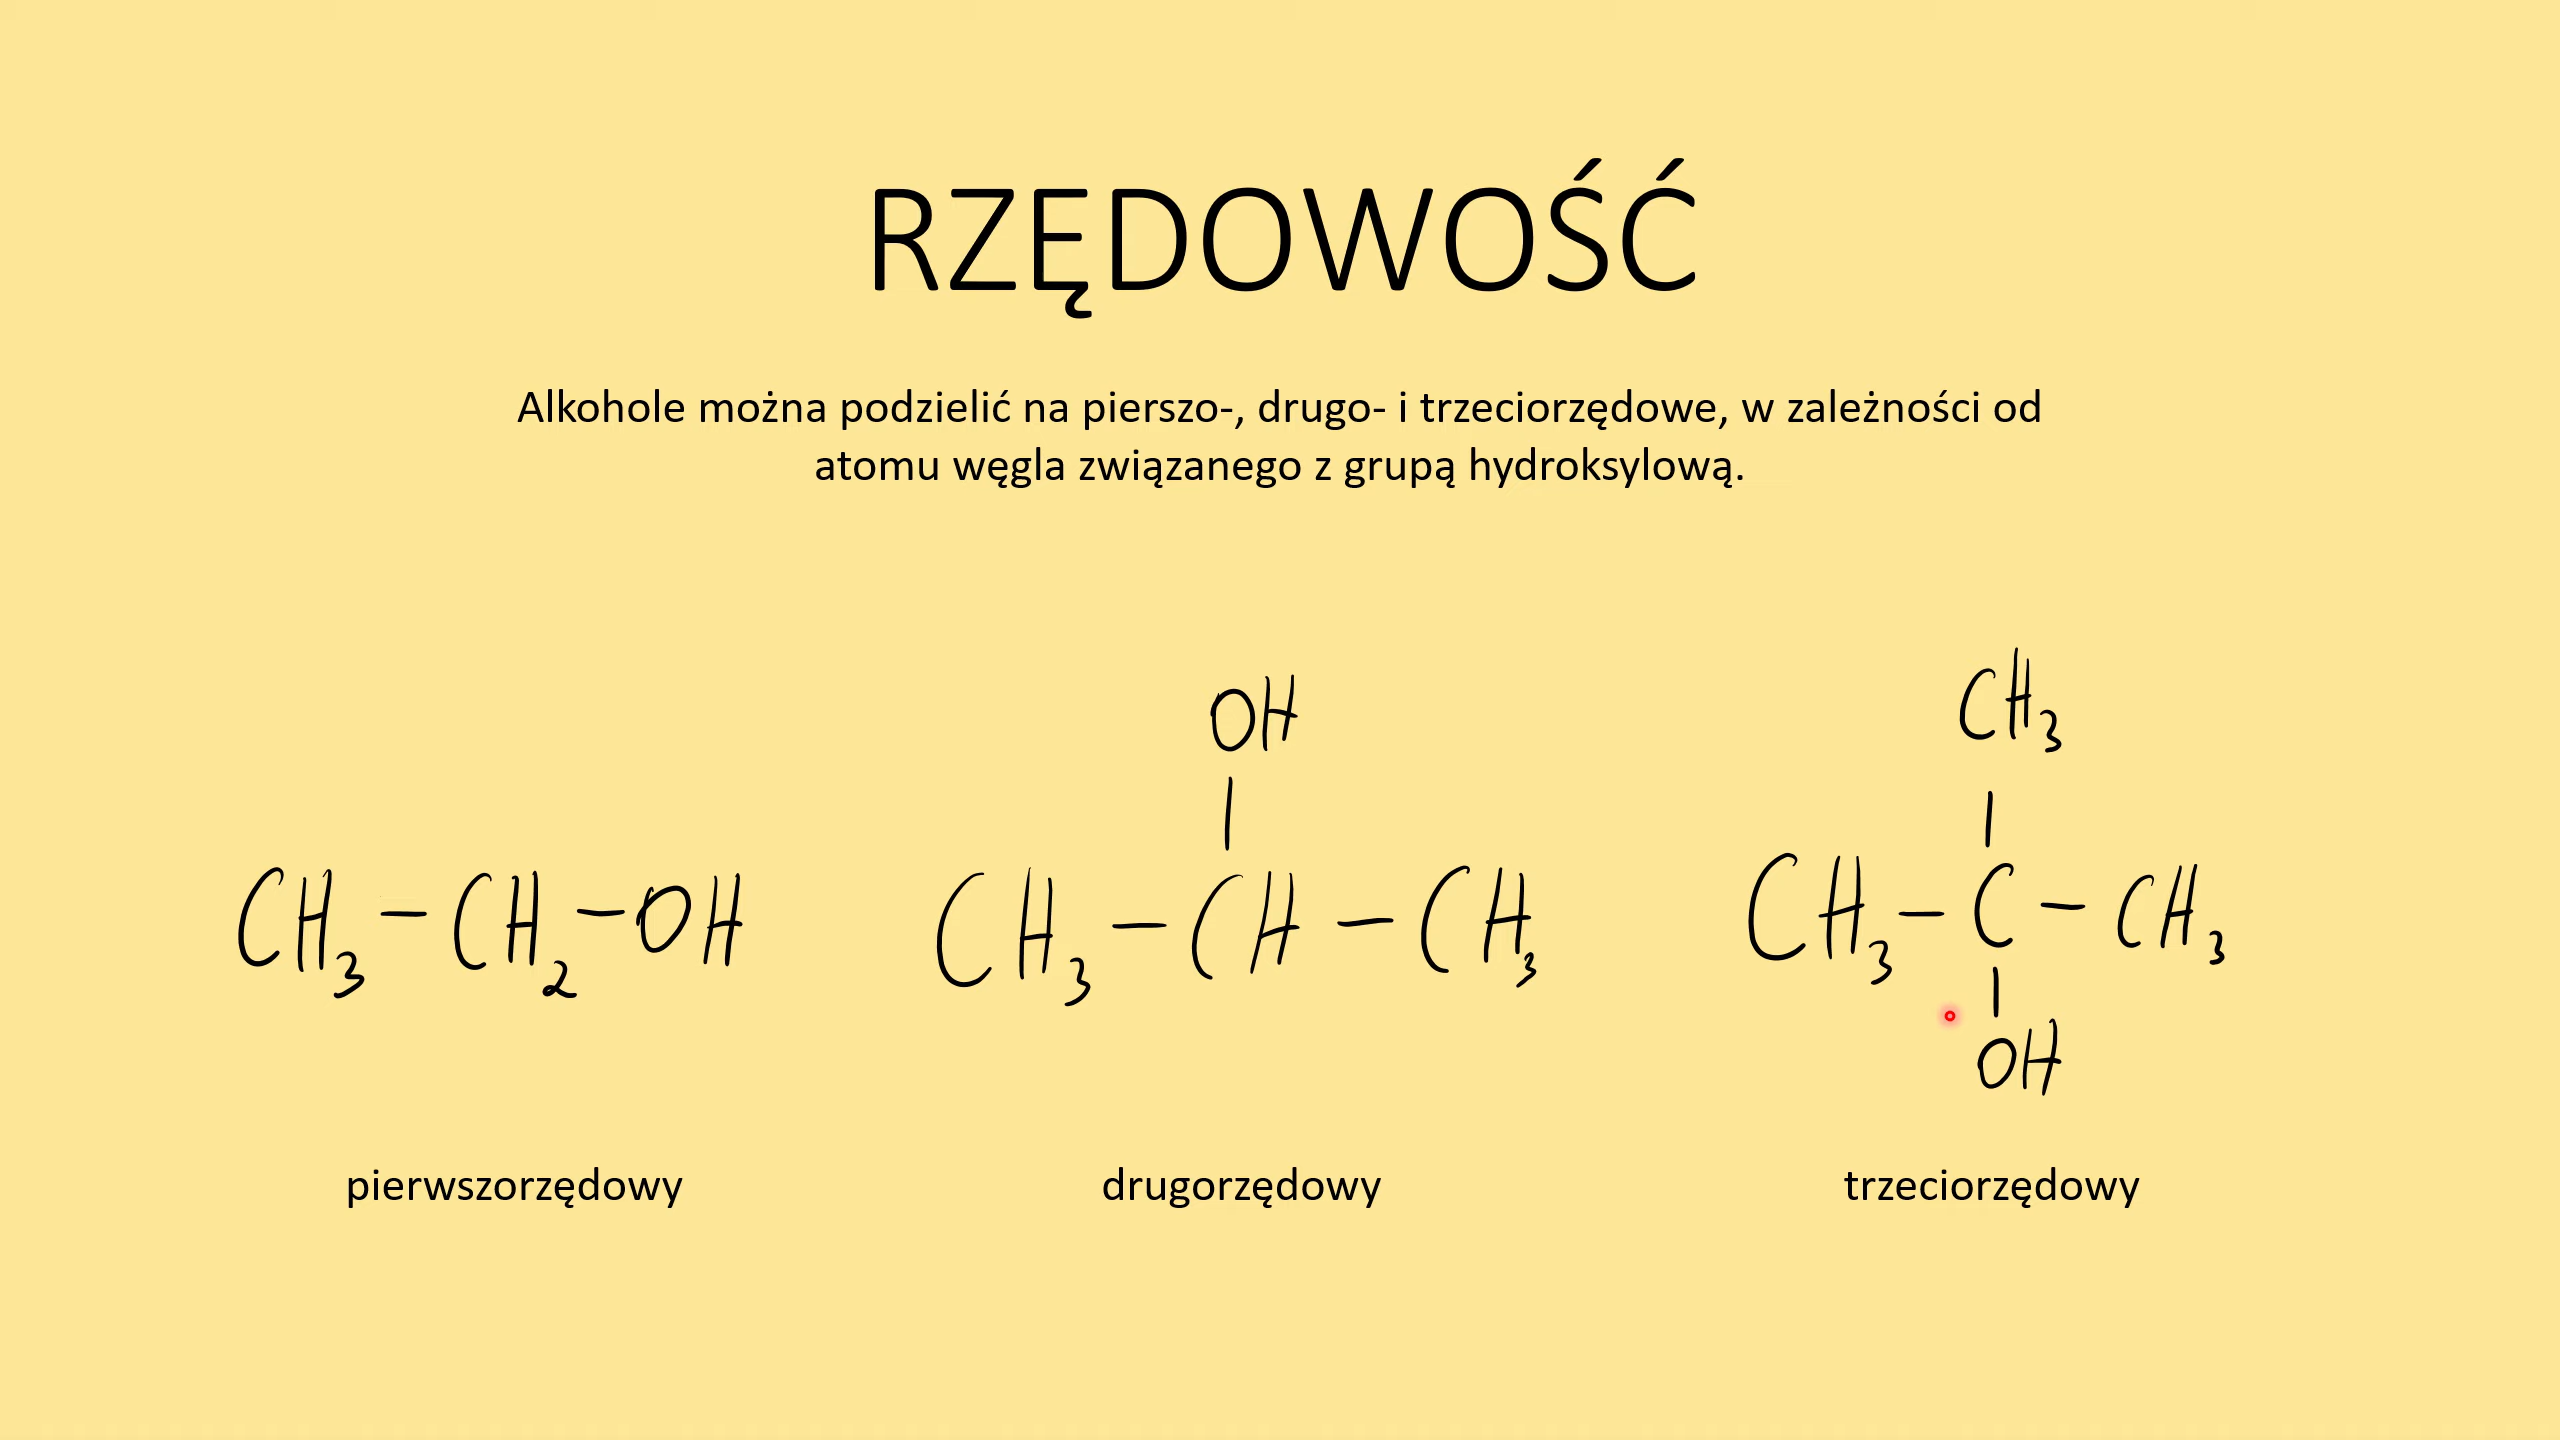 RZĘDOWOŚĆ
Alkohole można podzielić na pierszo-, drugo- i trzeciorzędowe, w zależności od
atomu węgla związanego z grupą hydroksylową.
CH3-CH2-OH
pierwszorzędowy
OH
|
CH3-CH-CH3
drugorzędowy
CH3
|
CH3-C-CH3
|
OH
trzeciorzędowy